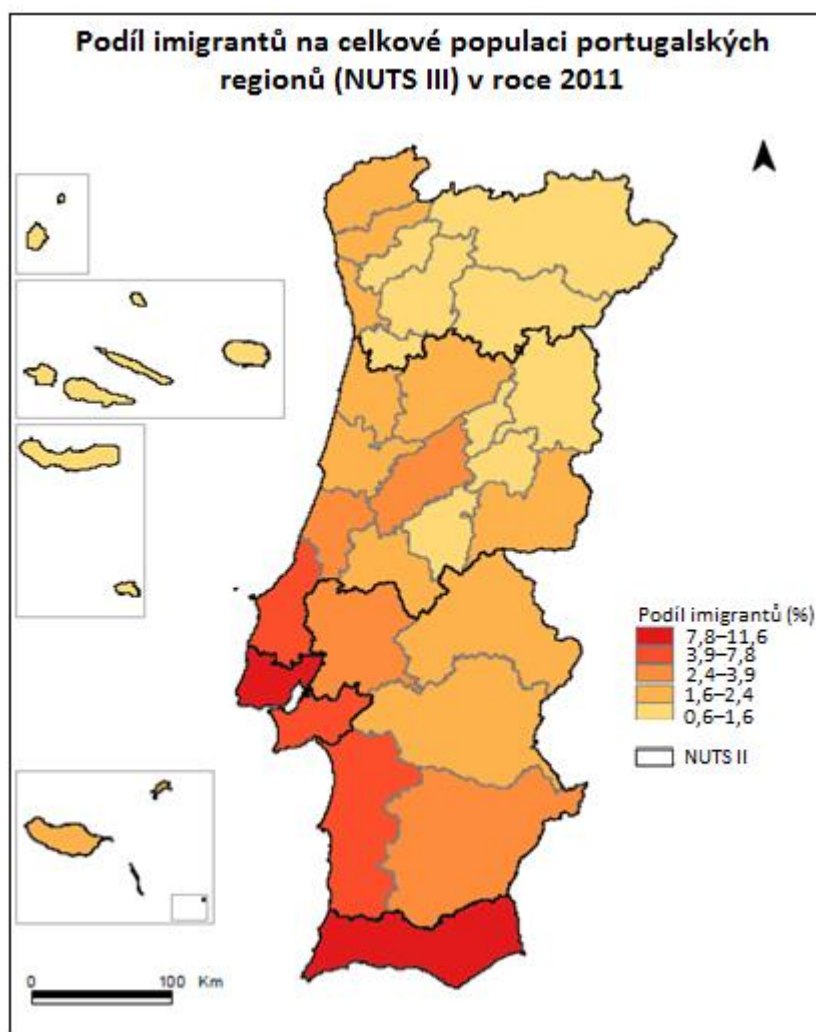 Podíl imigrantů na celkové populaci portugalských
regionů (NUTS III) v roce 2011
Podíl imigrantů (%)
7,8–11,6
3,9–7,8
2,4–3,9
1,6–2,4
0,6–1,6
NUTS II
0 100 Km